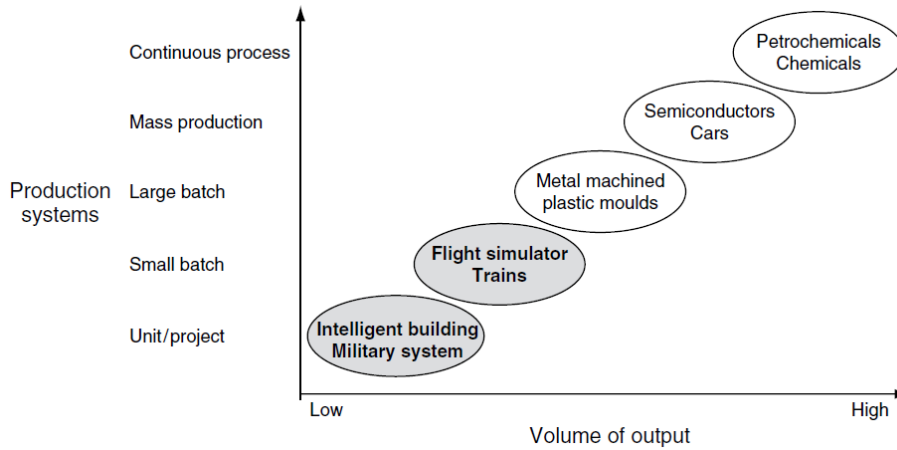 Continuous process
Petrochemicals
Chemicals
Mass production
Semiconductors
Cars
Production
systems
Large batch
Metal machined
plastic moulds
Small batch
Flight simulator
Trains
Unit/project
Intelligent building
Military system
Low
High
Volume of output